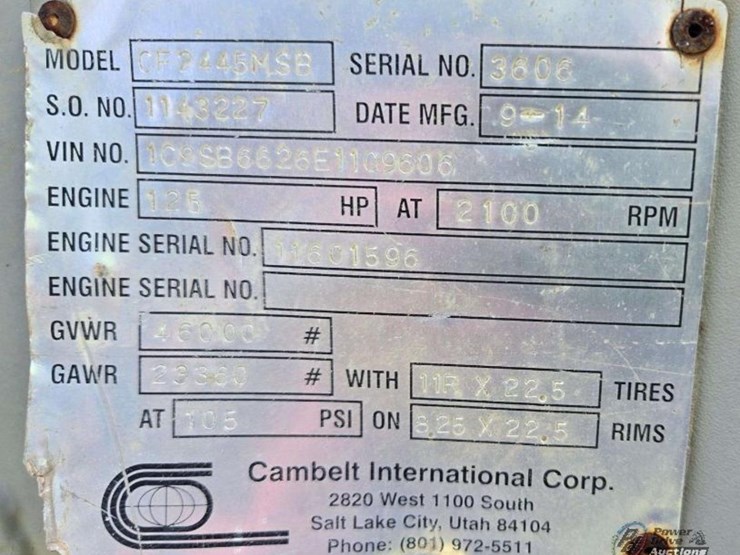 MODEL CF2445MSB SERIAL NO. 3606
S.O. NO. 1143227 DATE MFG. 9-14
VIN NO.
ENGINE 125 HP AT 2100 RPM
ENGINE SERIAL NO. 11601596
ENGINE SERIAL NO.
GVWR 46000 #
GAWR 23360 # WITH 11R X 22.5 TIRES
AT 105 PSI ON 8.25 X 22.5 RIMS
Cambelt International Corp.
2820 West 1100 South
Salt Lake City, Utah 84104
Phone: (801) 972-5511
Power
Drive
Auctions